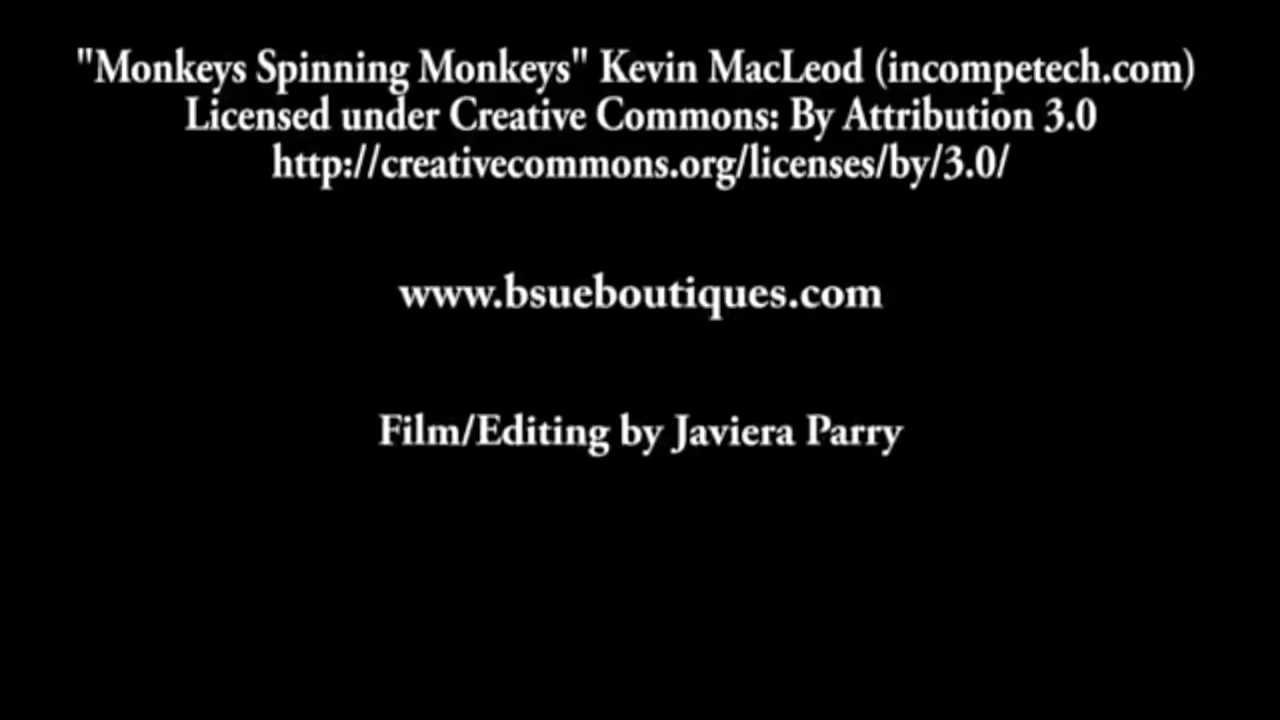 "Monkeys Spinning Monkeys" Kevin MacLeod (incompetech.com)
Licensed under Creative Commons: By Attribution 3.0
http://creativecommons.org/licenses/by/3.0/
www.bsueboutiques.com
Film/Editing by Javiera Parry